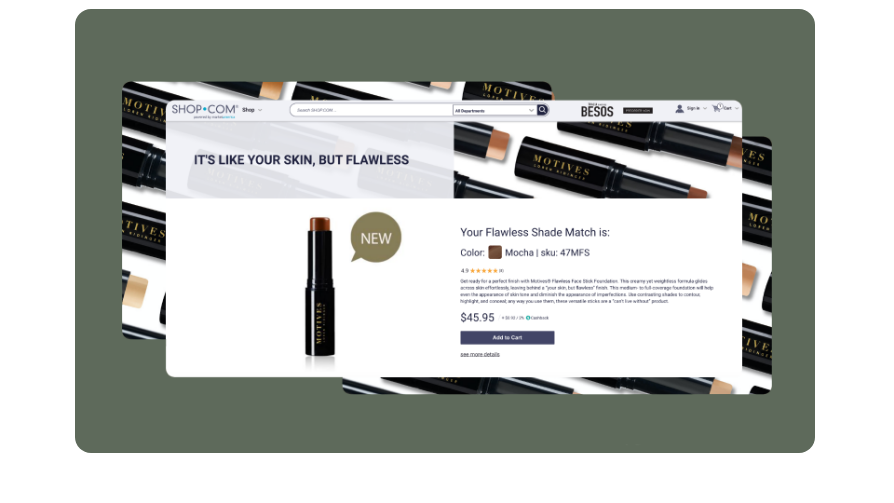 SHOP•COM®
Shop
Search SHOP.COM...
All Departments
BESOS
Sign In
Cart
IT'S LIKE YOUR SKIN, BUT FLAWLESS
MOTIVES
NEW
MOTIVES
Your Flawless Shade Match is:
Color: Mocha | sku: 47MFS
4.9
Get ready for a perfect finish with Motives® Flawless Face Stick Foundation. This creamy yet weightless formula glides
across skin effortlessly, leaving behind a "your skin, but flawless" finish. This medium- to full-coverage foundation will help
even the appearance of skin tone and diminish the appearance of imperfections. Use contrasting shades to contour,
highlight, and conceal, any way you use them, these versatile sticks are a "can't live without" product.
$45.95
Cashback
Add to Cart
see more details